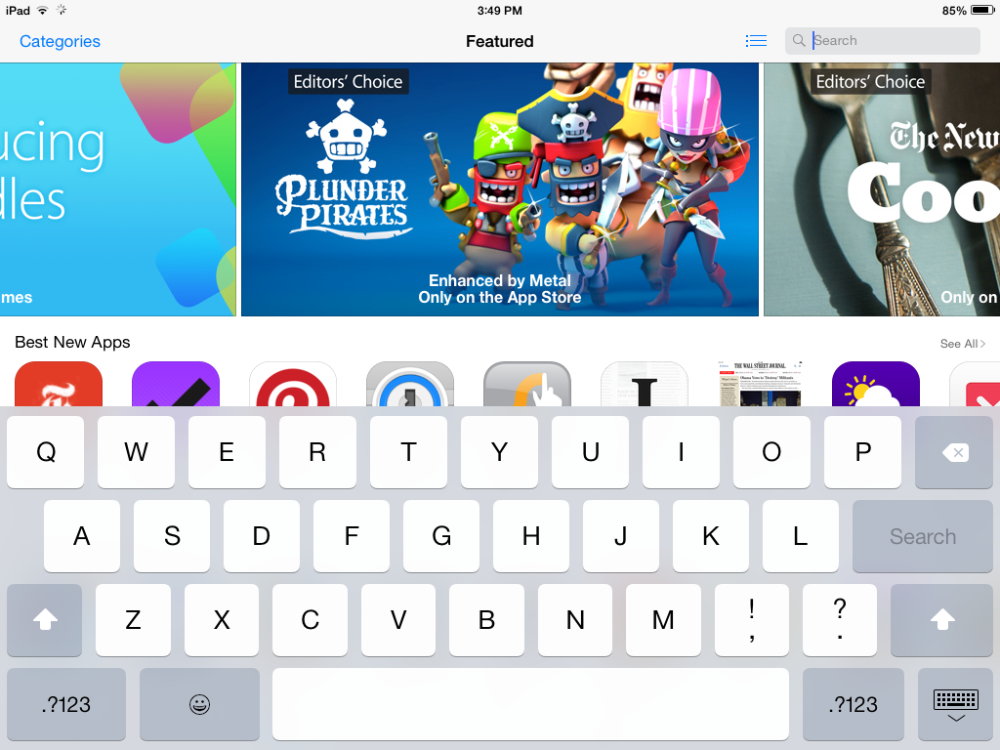 iPad
3:49 PM
85%
Categories
Featured
Search
ucing
dles
mes
Editors’ Choice
PLUNDER
PIRATES
Enhanced by Metal
Only on the App Store
Editors’ Choice
The New
Coo
Only on
Best New Apps
See All
THE WALL STREET JOURNAL.
Q W E R T Y U I O P
A S D F G H J K L Search
Z X C V B N M ! , ? .
.?123 .?123